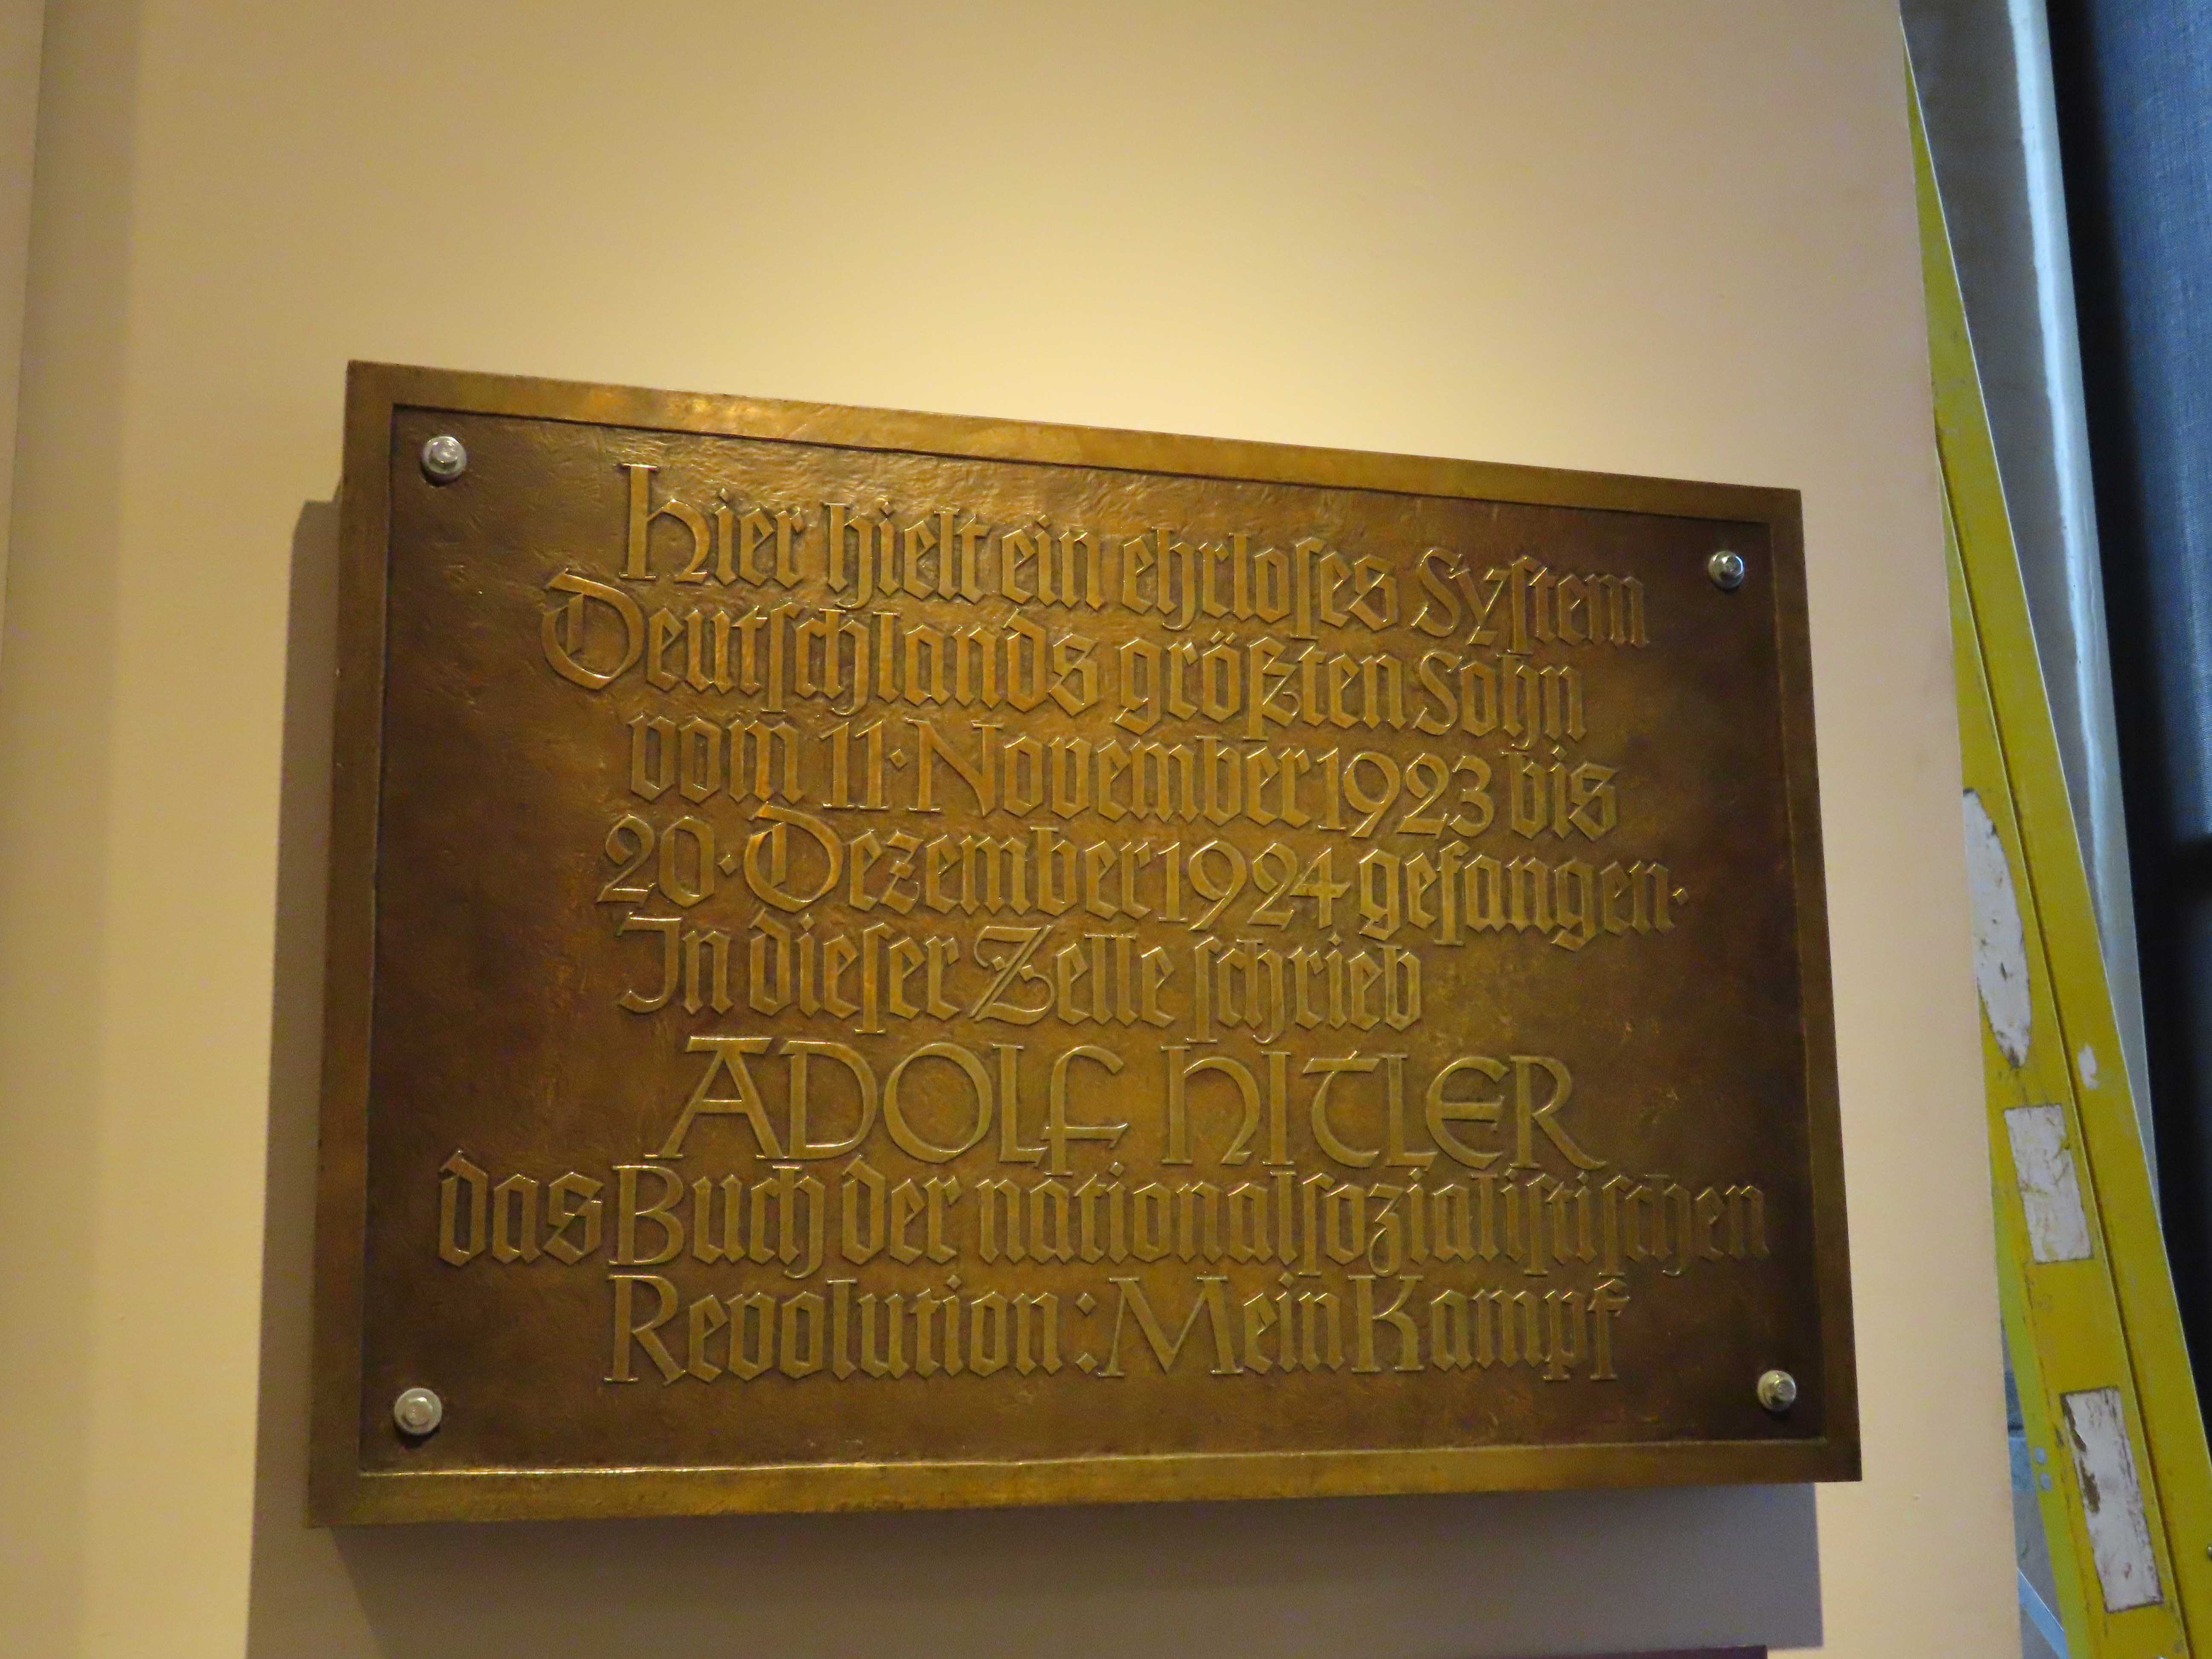 Hier hielt ein ehrloſes Syſtem
Deutſchlands größten Sohn
vom 11·November 1923 bis
20·Dezember 1924 gefangen·
In dieſer Zelle ſchrieb
ADOLF HITLER
das Buch der nationalſozialiſtiſchen
Revolution: Mein Kampf